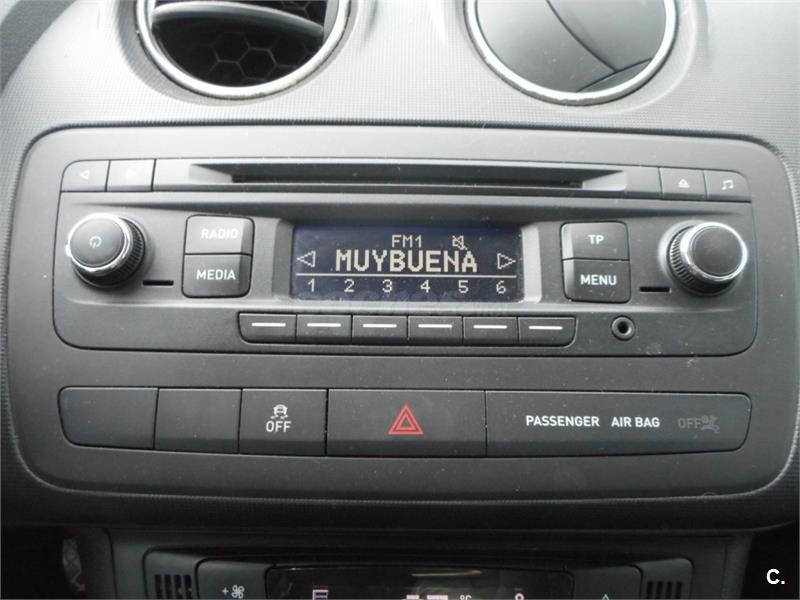 RADIO
MEDIA
FM1
MUYBUENA
1 2 3 4 5 6
TP
MENU
OFF
PASSENGER AIR BAG OFF
°C
C.